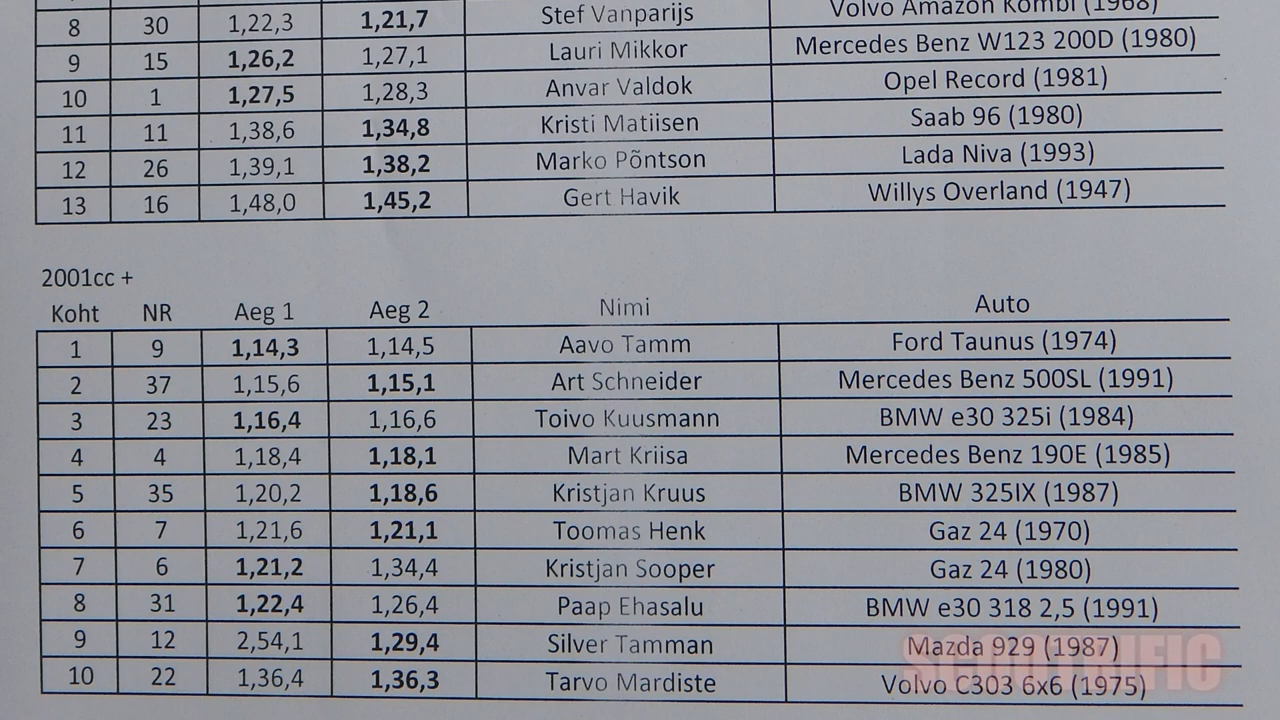 8 30 1,22,3 1,21,7 Stef Vanparijs Volvo Amazon Kombi (1968)
9 15 1,26,2 1,27,1 Lauri Mikkor Mercedes Benz W123 200D (1980)
10 1 1,27,5 1,28,3 Anvar Valdok Opel Record (1981)
11 11 1,38,6 1,34,8 Kristi Matiisen Saab 96 (1980)
12 26 1,39,1 1,38,2 Marko Põntson Lada Niva (1993)
13 16 1,48,0 1,45,2 Gert Havik Willys Overland (1947)
2001cc +
Koht NR Aeg 1 Aeg 2 Nimi Auto
1 9 1,14,3 1,14,5 Aavo Tamm Ford Taunus (1974)
2 37 1,15,6 1,15,1 Art Schneider Mercedes Benz 500SL (1991)
3 23 1,16,4 1,16,6 Toivo Kuusmann BMW e30 325i (1984)
4 4 1,18,4 1,18,1 Mart Kriisa Mercedes Benz 190E (1985)
5 35 1,20,2 1,18,6 Kristjan Kruus BMW 325IX (1987)
6 7 1,21,6 1,21,1 Toomas Henk Gaz 24 (1970)
7 6 1,21,2 1,34,4 Kristjan Sooper Gaz 24 (1980)
8 31 1,22,4 1,26,4 Paap Ehasalu BMW e30 318 2,5 (1991)
9 12 2,54,1 1,29,4 Silver Tamman Mazda 929 (1987)
10 22 1,36,4 1,36,3 Tarvo Mardiste Volvo C303 6x6 (1975)